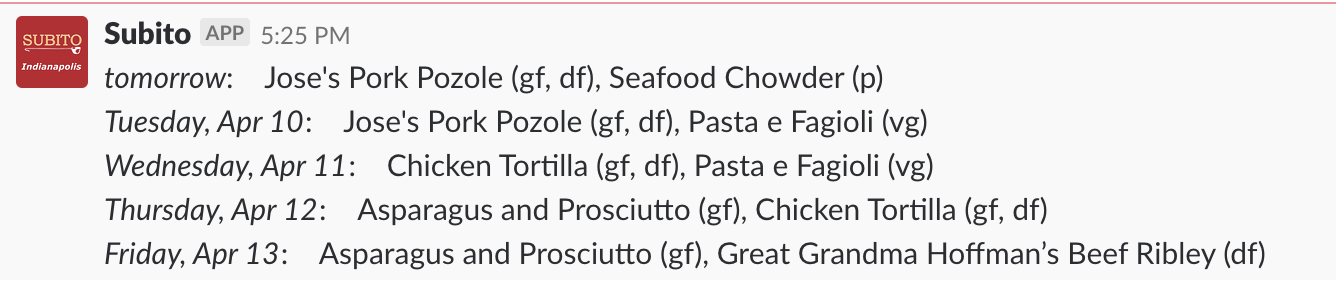 SUBITO
Indianapolis
Subito APP 5:25 PM
tomorrow: Jose's Pork Pozole (gf, df), Seafood Chowder (p)
Tuesday, Apr 10: Jose's Pork Pozole (gf, df), Pasta e Fagioli (vg)
Wednesday, Apr 11: Chicken Tortilla (gf, df), Pasta e Fagioli (vg)
Thursday, Apr 12: Asparagus and Prosciutto (gf), Chicken Tortilla (gf, df)
Friday, Apr 13: Asparagus and Prosciutto (gf), Great Grandma Hoffman’s Beef Ribley (df)